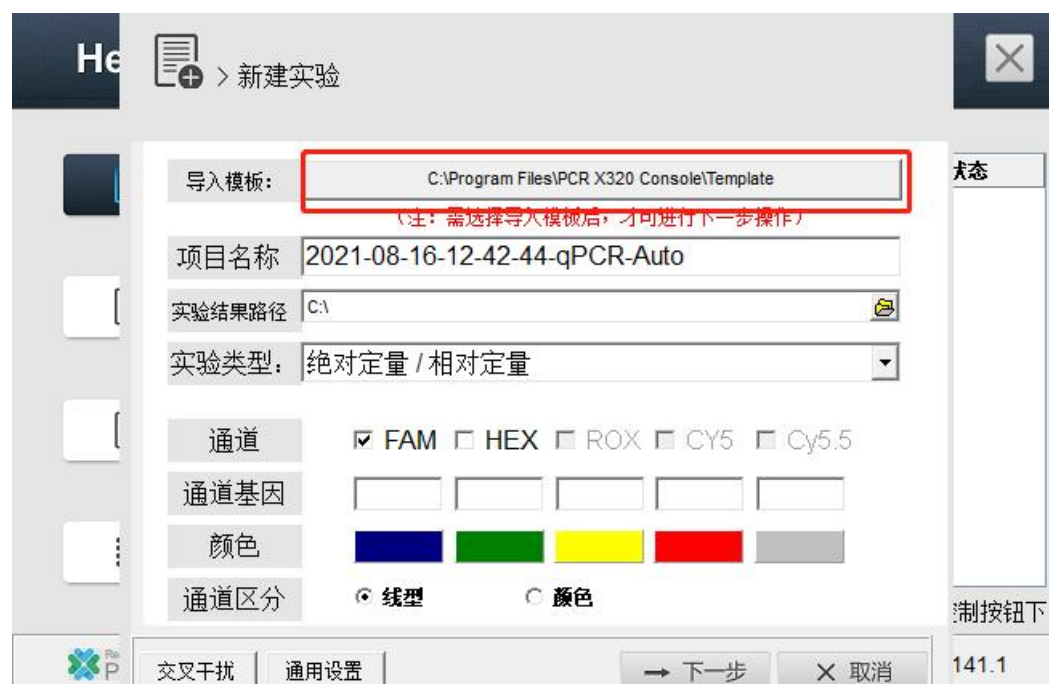 He
> 新建实验
导入模板：
C:\Program Files\PCR X320 Console\Template
状态
（注：需选择导入模板后，才可进行下一步操作）
项目名称
2021-08-16-12-42-44-qPCR-Auto
实验结果路径
C:\
实验类型：
绝对定量 / 相对定量
通道
FAM HEX ROX CY5 Cy5.5
通道基因
颜色
通道区分
线型 颜色
控制按钮下
Re
P
交叉干扰
通用设置
→ 下一步
× 取消
141.1